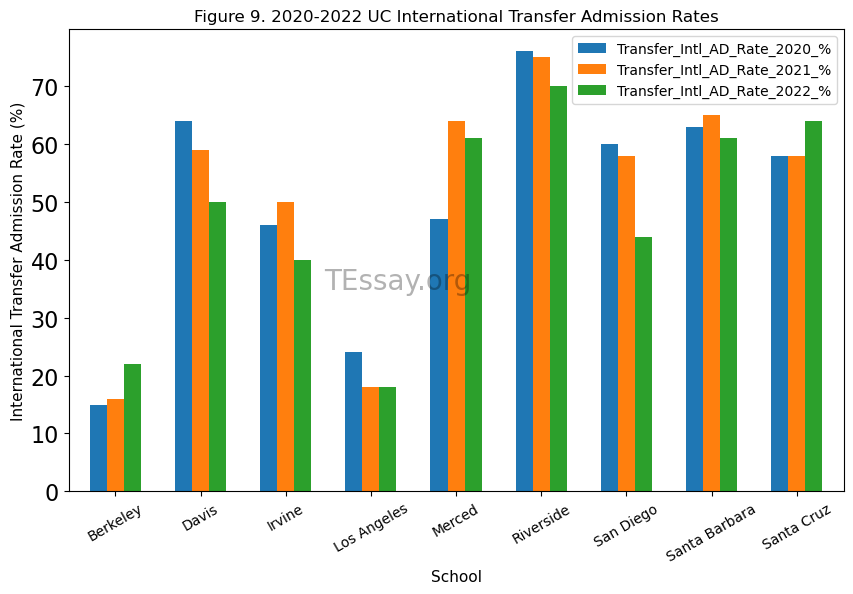 Figure 9. 2020-2022 UC International Transfer Admission Rates
Transfer_Intl_AD_Rate_2020_%
Transfer_Intl_AD_Rate_2021_%
Transfer_Intl_AD_Rate_2022_%
International Transfer Admission Rate (%)
70
60
50
40
30
20
10
0
TEssay.org
Berkeley
Davis
Irvine
Los Angeles
Merced
Riverside
San Diego
Santa Barbara
Santa Cruz
School